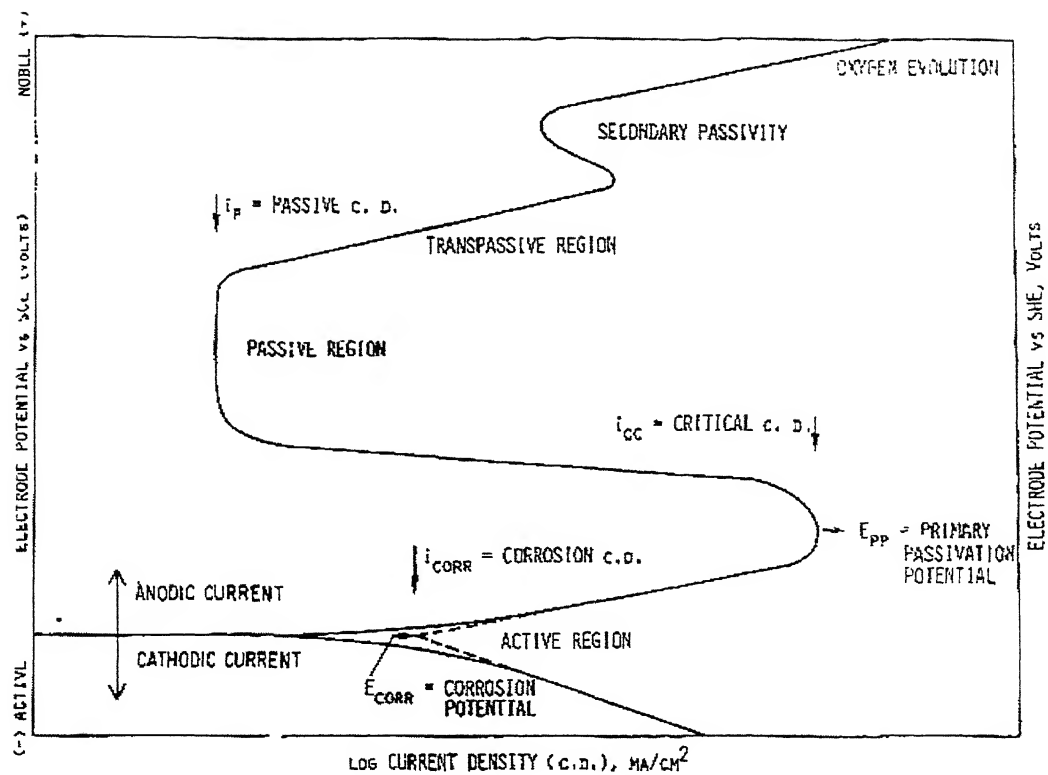 OXYGEN EVOLUTION
SECONDARY PASSIVITY
iP = PASSIVE C. D.
TRANSPASSIVE REGION
PASSIVE REGION
iCC = CRITICAL C. D.
EPP = PRIMARY
PASSIVATION
POTENTIAL
iCORR = CORROSION C.D.
ANODIC CURRENT
ACTIVE REGION
CATHODIC CURRENT
ECORR = CORROSION
POTENTIAL
(-) ACTIVE
ELECTRODE POTENTIAL VS SCE (VOLTS)
NOBLE (+)
ELECTRODE POTENTIAL VS SHE, VOLTS
LOG CURRENT DENSITY (C.D.), MA/CM2